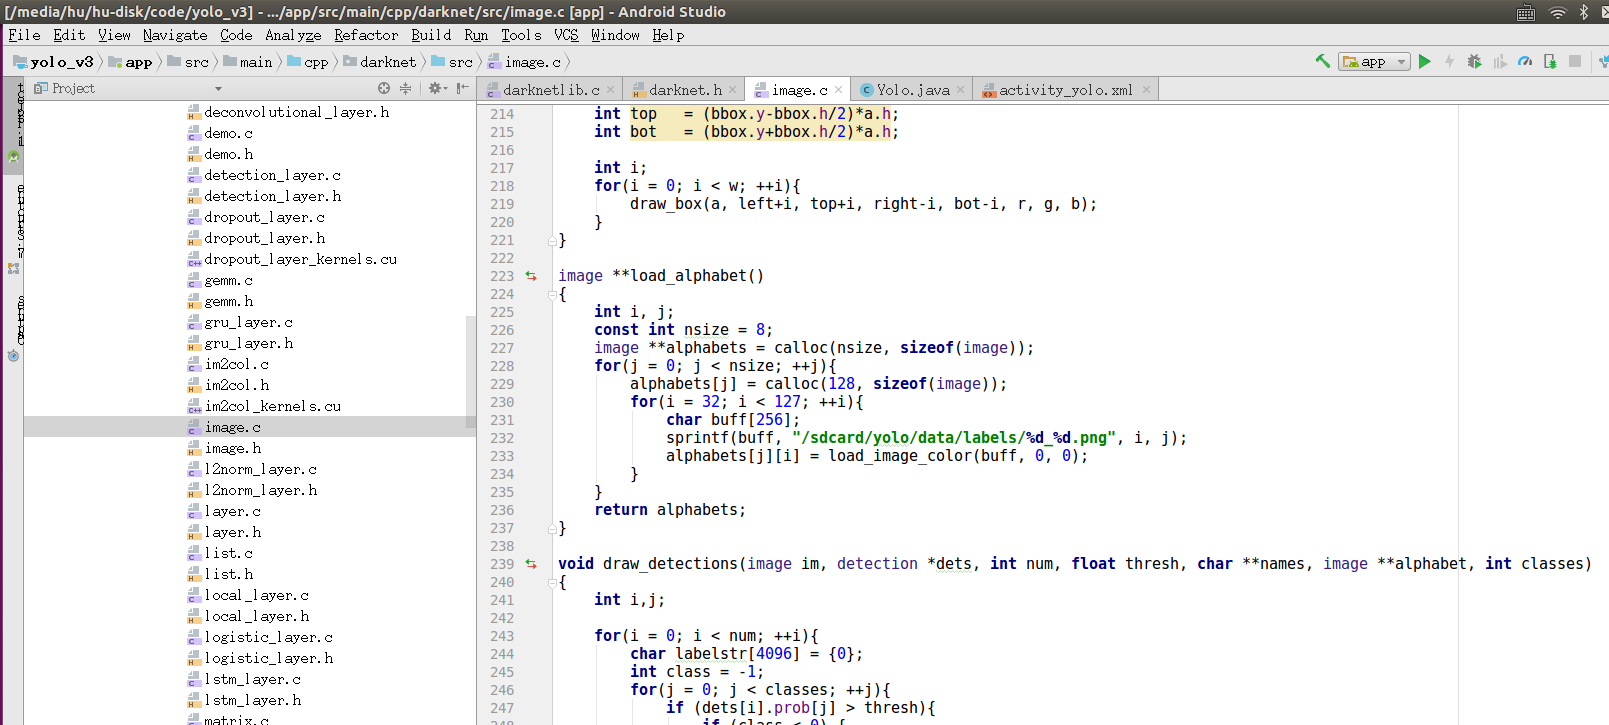 [/media/hu/hu-disk/code/yolo_v3] - .../app/src/main/cpp/darknet/src/image.c [app] - Android Studio
File Edit View Navigate Code Analyze Refactor Build Run Tools VCS Window Help
yolo_v3 app src main cpp darknet src image.c app
Project
darknetlib.c darknet.h image.c Yolo.java activity_yolo.xml
deconvolutional_layer.h
demo.c
demo.h
detection_layer.c
detection_layer.h
dropout_layer.c
dropout_layer.h
dropout_layer_kernels.cu
gemm.c
gemm.h
gru_layer.c
gru_layer.h
im2col.c
im2col.h
im2col_kernels.cu
image.c
image.h
l2norm_layer.c
l2norm_layer.h
layer.c
layer.h
list.c
list.h
local_layer.c
local_layer.h
logistic_layer.c
logistic_layer.h
lstm_layer.c
lstm_layer.h
matrix.c
214 int top   = (bbox.y-bbox.h/2)*a.h;
215 int bot   = (bbox.y+bbox.h/2)*a.h;
216
217 int i;
218 for(i = 0; i < w; ++i){
219 draw_box(a, left+i, top+i, right-i, bot-i, r, g, b);
220 }
221 }
222
223 image **load_alphabet()
224 {
225 int i, j;
226 const int nsize = 8;
227 image **alphabets = calloc(nsize, sizeof(image));
228 for(j = 0; j < nsize; ++j){
229 alphabets[j] = calloc(128, sizeof(image));
230 for(i = 32; i < 127; ++i){
231 char buff[256];
232 sprintf(buff, "/sdcard/yolo/data/labels/%d_%d.png", i, j);
233 alphabets[j][i] = load_image_color(buff, 0, 0);
234 }
235 }
236 return alphabets;
237 }
238
239 void draw_detections(image im, detection *dets, int num, float thresh, char **names, image **alphabet, int classes)
240 {
241 int i,j;
242
243 for(i = 0; i < num; ++i){
244 char labelstr[4096] = {0};
245 int class = -1;
246 for(j = 0; j < classes; ++j){
247 if (dets[i].prob[j] > thresh){
248 if (class < 0) {